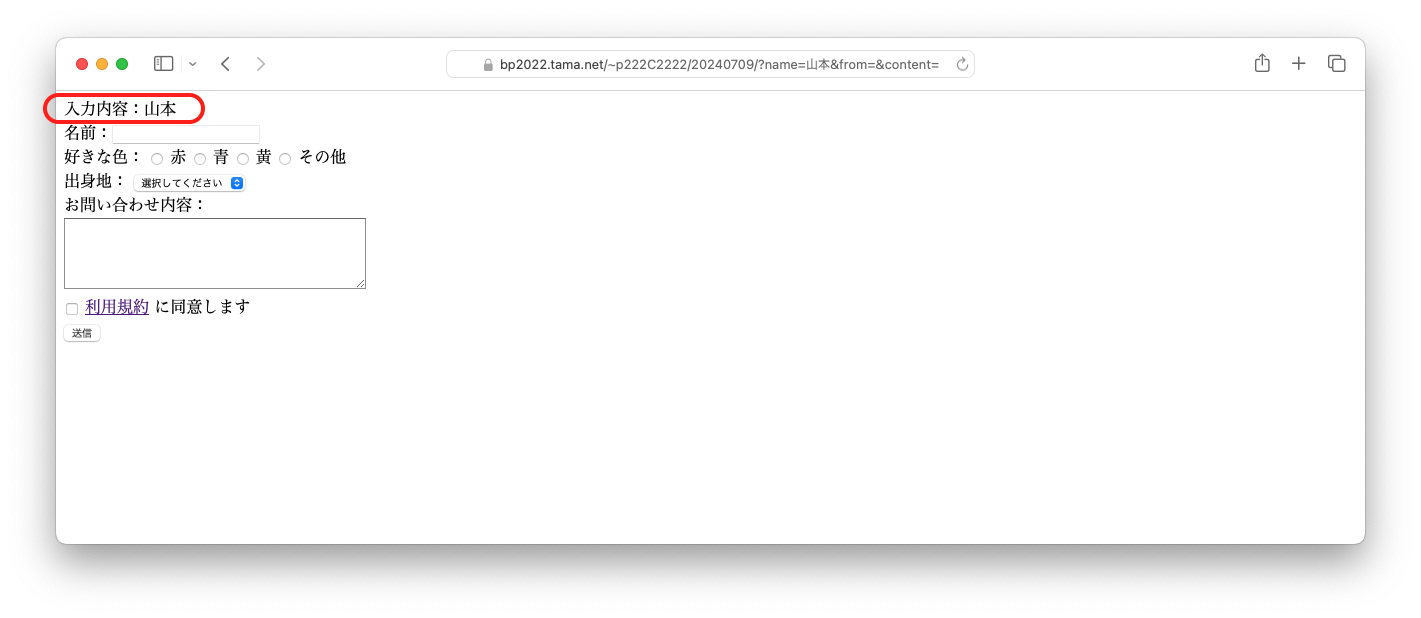 bp2022.tama.net/~p222C2222/20240709/?name=山本&from=&content=
入力内容：山本
名前：
好きな色： 赤 青 黄 その他
出身地： 選択してください
お問い合わせ内容：
利用規約 に同意します
送信